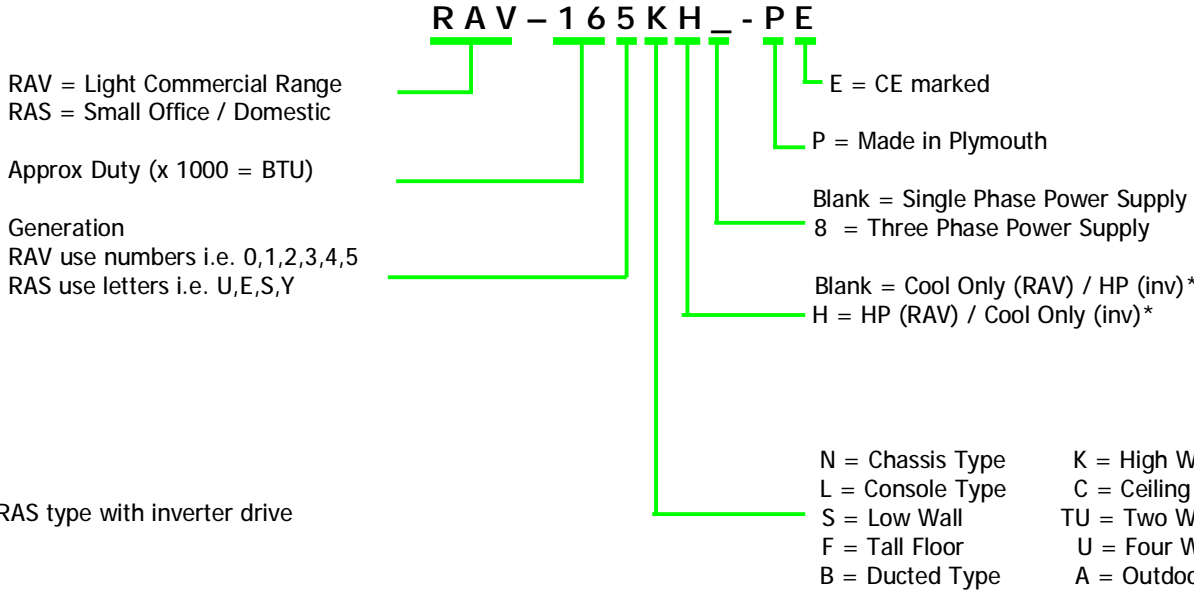 RAV–165KH_-PE
RAV = Light Commercial Range
RAS = Small Office / Domestic
Approx Duty (x 1000 = BTU)
Generation
RAV use numbers i.e. 0,1,2,3,4,5
RAS use letters i.e. U,E,S,Y
RAS type with inverter drive
E = CE marked
P = Made in Plymouth
Blank = Single Phase Power Supply
8 = Three Phase Power Supply
Blank = Cool Only (RAV) / HP (inv)*
H = HP (RAV) / Cool Only (inv)*
N = Chassis Type K = High
L = Console Type C = Ceiling
S = Low Wall TU = Two
F = Tall Floor U = Four
B = Ducted Type A =